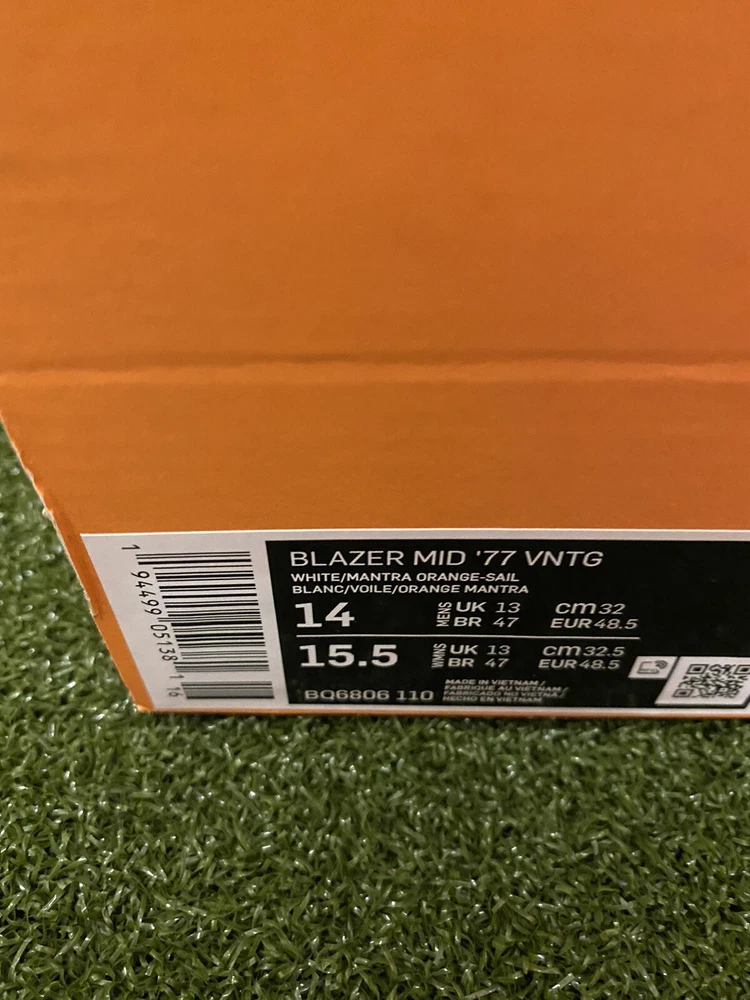 BLAZER MID '77 VNTG
WHITE/MANTRA ORANGE-SAIL
BLANC/VOILE/ORANGE MANTRA
14 MENS UK 13 cm 32
BR 47 EUR 48.5
15.5 WMNS UK 13 cm 32.5
BR 47 EUR 48.5
BQ6806 110
MADE IN VIETNAM /
FABRIQUÉ AU VIETNAM /
FABRICADO NO VIETNÃ
HECHO EN VIETNAM
1 94499 05138 1 16